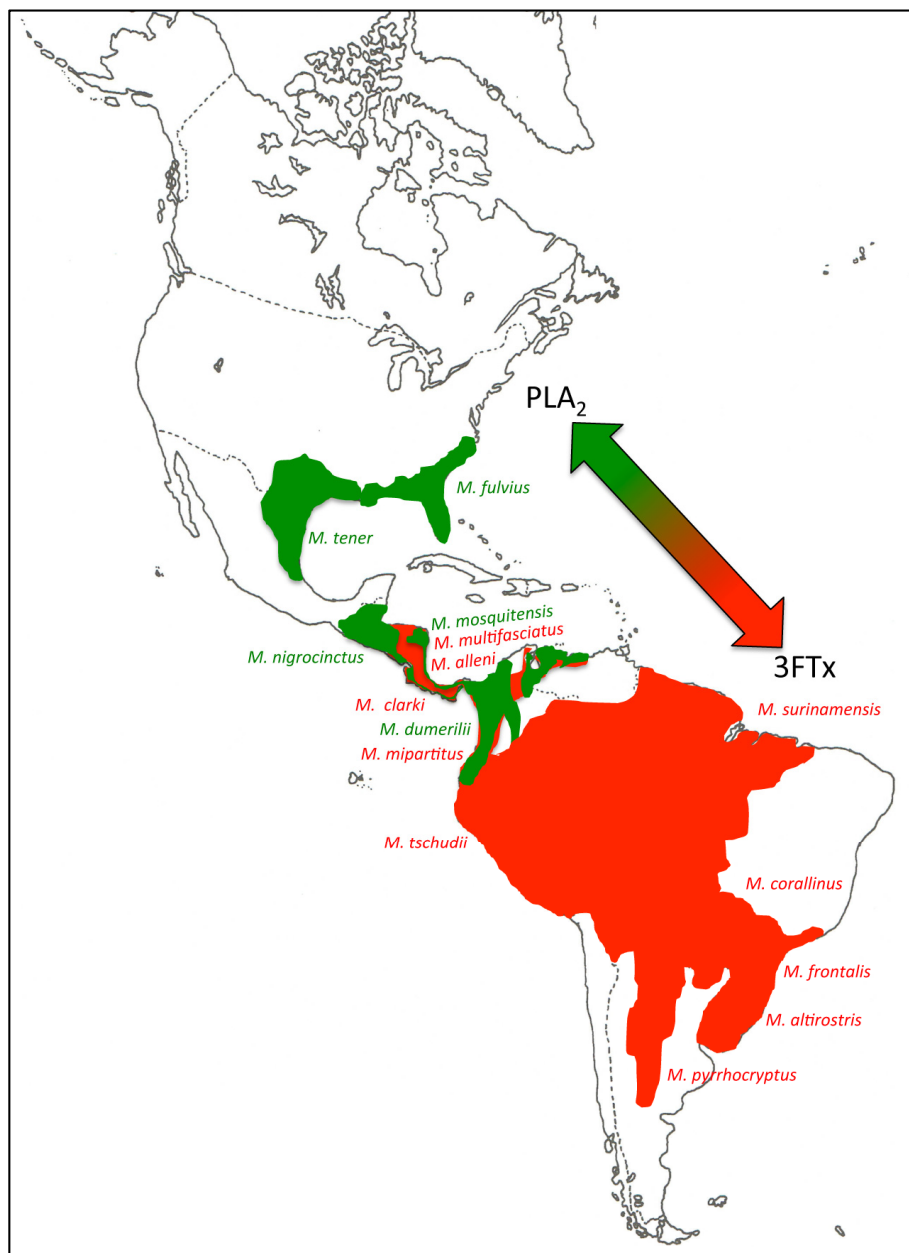 PLA₂
M. fulvius
M. tener
M. mosquitensis
M. multifasciatus
M. nigrocinctus
M. alleni
3FTx
M. clarki
M. surinamensis
M. dumerilii
M. mipartitus
M. tschudii
M. corallinus
M. frontalis
M. altirostris
M. pyrrhocryptus